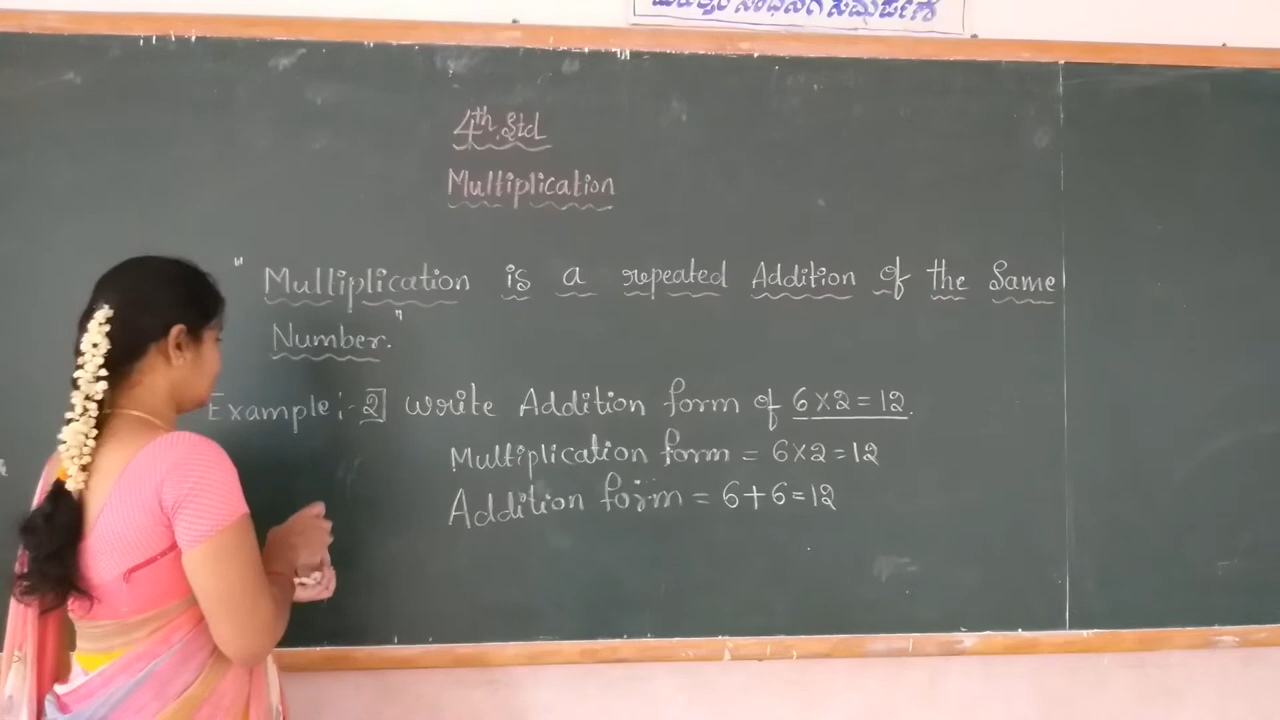 4th Std
Multiplication
" Multiplication is a repeated Addition of the Same
Number."
Example :- 2] Write Addition form of 6×2=12.
Multiplication form = 6×2=12
Addition form = 6+6=12